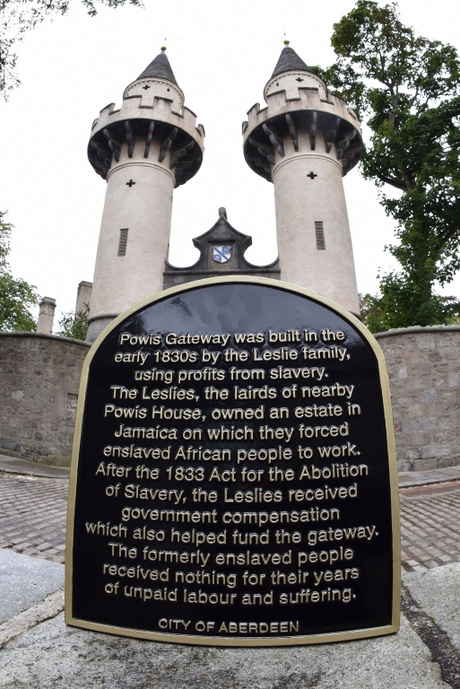 Powis Gateway was built in the
early 1830s by the Leslie family,
using profits from slavery.
The Leslies, the lairds of nearby
Powis House, owned an estate in
Jamaica on which they forced
enslaved African people to work.
After the 1833 Act for the Abolition
of Slavery, the Leslies received
government compensation
which also helped fund the gateway.
The formerly enslaved people
received nothing for their years
of unpaid labour and suffering.
CITY OF ABERDEEN